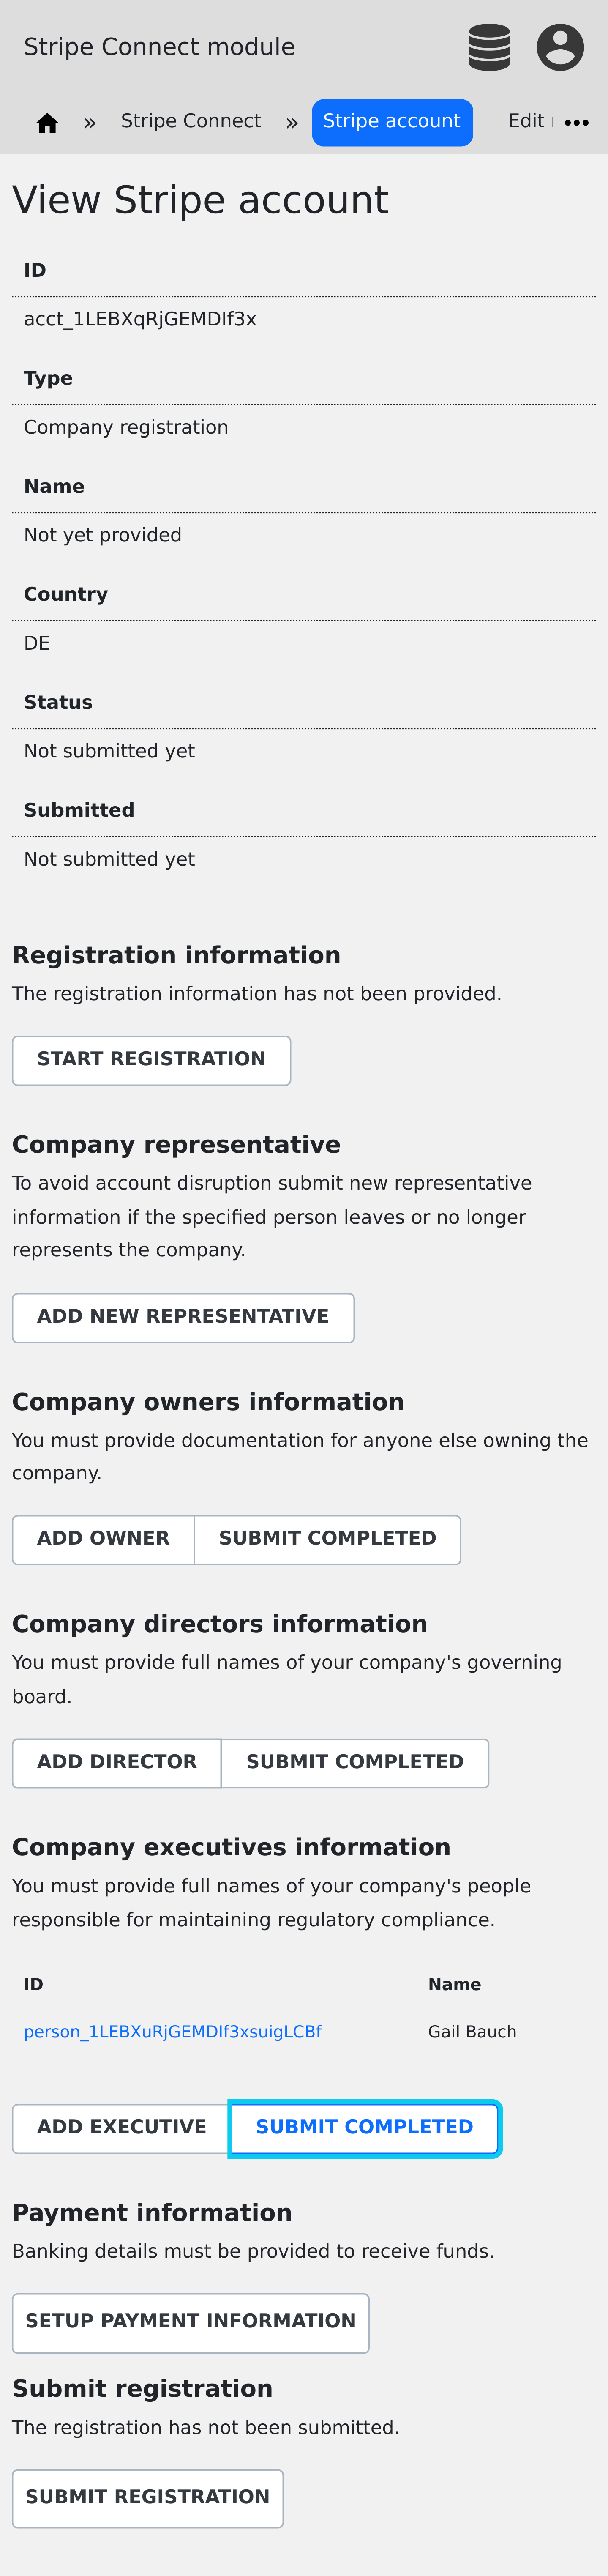 Stripe Connect module
» Stripe Connect » Stripe account Edit
View Stripe account
ID
acct_1LEBXqRjGEMDIf3x
Type
Company registration
Name
Not yet provided
Country
DE
Status
Not submitted yet
Submitted
Not submitted yet
Registration information
The registration information has not been provided.
START REGISTRATION
Company representative
To avoid account disruption submit new representative
information if the specified person leaves or no longer
represents the company.
ADD NEW REPRESENTATIVE
Company owners information
You must provide documentation for anyone else owning the
company.
ADD OWNER SUBMIT COMPLETED
Company directors information
You must provide full names of your company's governing
board.
ADD DIRECTOR SUBMIT COMPLETED
Company executives information
You must provide full names of your company's people
responsible for maintaining regulatory compliance.
ID Name
person_1LEBXuRjGEMDIf3xsuigLCBf Gail Bauch
ADD EXECUTIVE SUBMIT COMPLETED
Payment information
Banking details must be provided to receive funds.
SETUP PAYMENT INFORMATION
Submit registration
The registration has not been submitted.
SUBMIT REGISTRATION